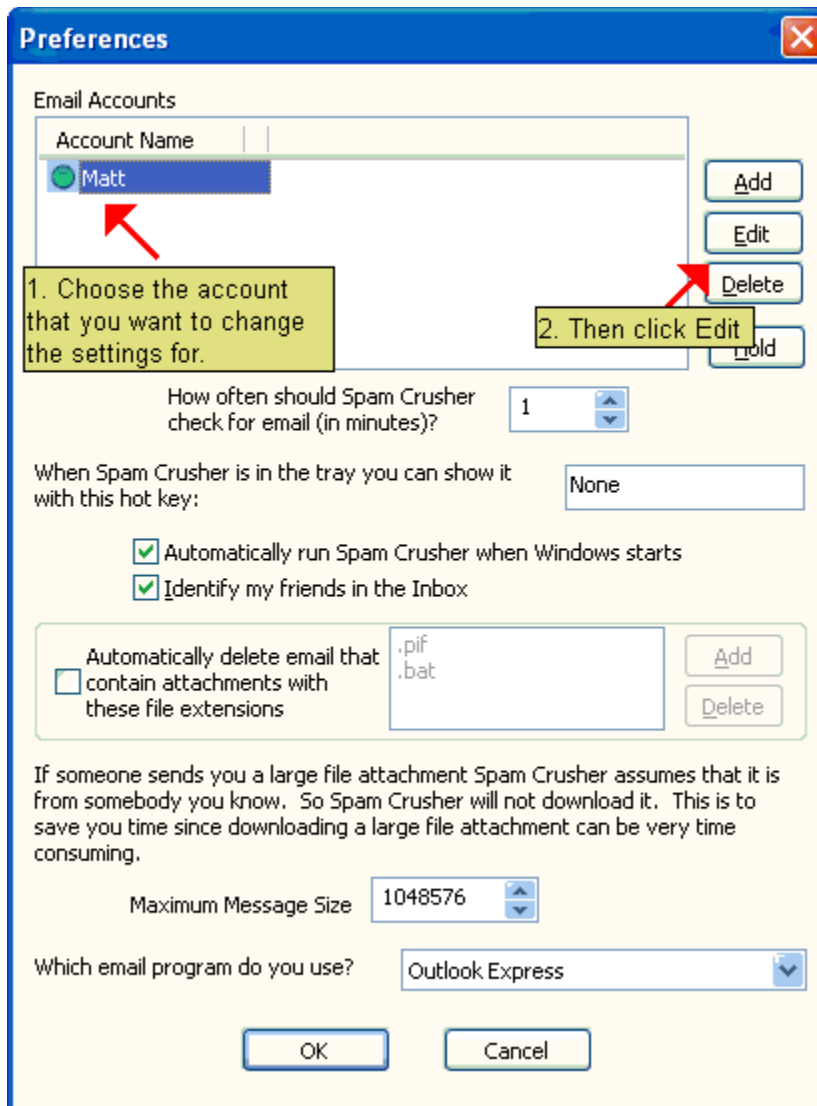 Preferences
Email Accounts
Account Name
Matt
Add
Edit
Delete
1. Choose the account
that you want to change
the settings for.
2. Then click Edit
Hold
How often should Spam Crusher
check for email (in minutes)?
1
When Spam Crusher is in the tray you can show it
with this hot key:
None
Automatically run Spam Crusher when Windows starts
Identify my friends in the Inbox
Automatically delete email that
contain attachments with
these file extensions
.pif
.bat
Add
Delete
If someone sends you a large file attachment Spam Crusher assumes that it is
from somebody you know.  So Spam Crusher will not download it.  This is to
save you time since downloading a large file attachment can be very time
consuming.
Maximum Message Size
1048576
Which email program do you use?
Outlook Express
OK
Cancel